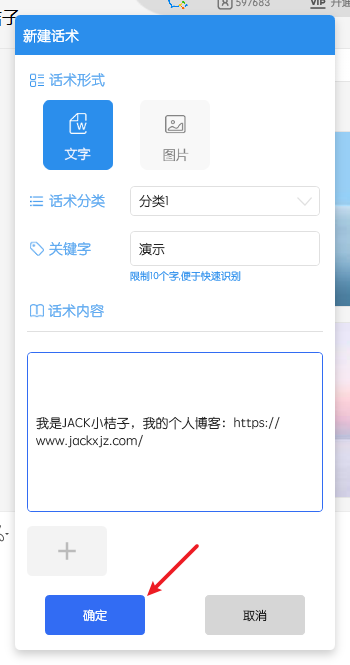 597683
VIP 开通
桔子
新建话术
话术形式
文字
图片
话术分类
分类1
关键字
演示
限制10个字,便于快速识别
话术内容
我是JACK小桔子，我的个人博客：https://
www.jackxjz.com/
确定
取消